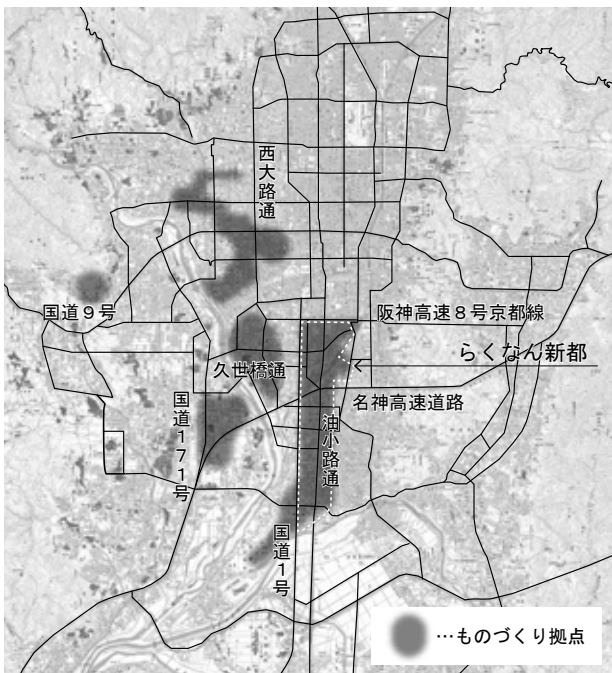 西大路通
国道９号
阪神高速８号京都線
らくなん新都
久世橋通
名神高速道路
国道１７１号
油小路通
国道１号
…ものづくり拠点